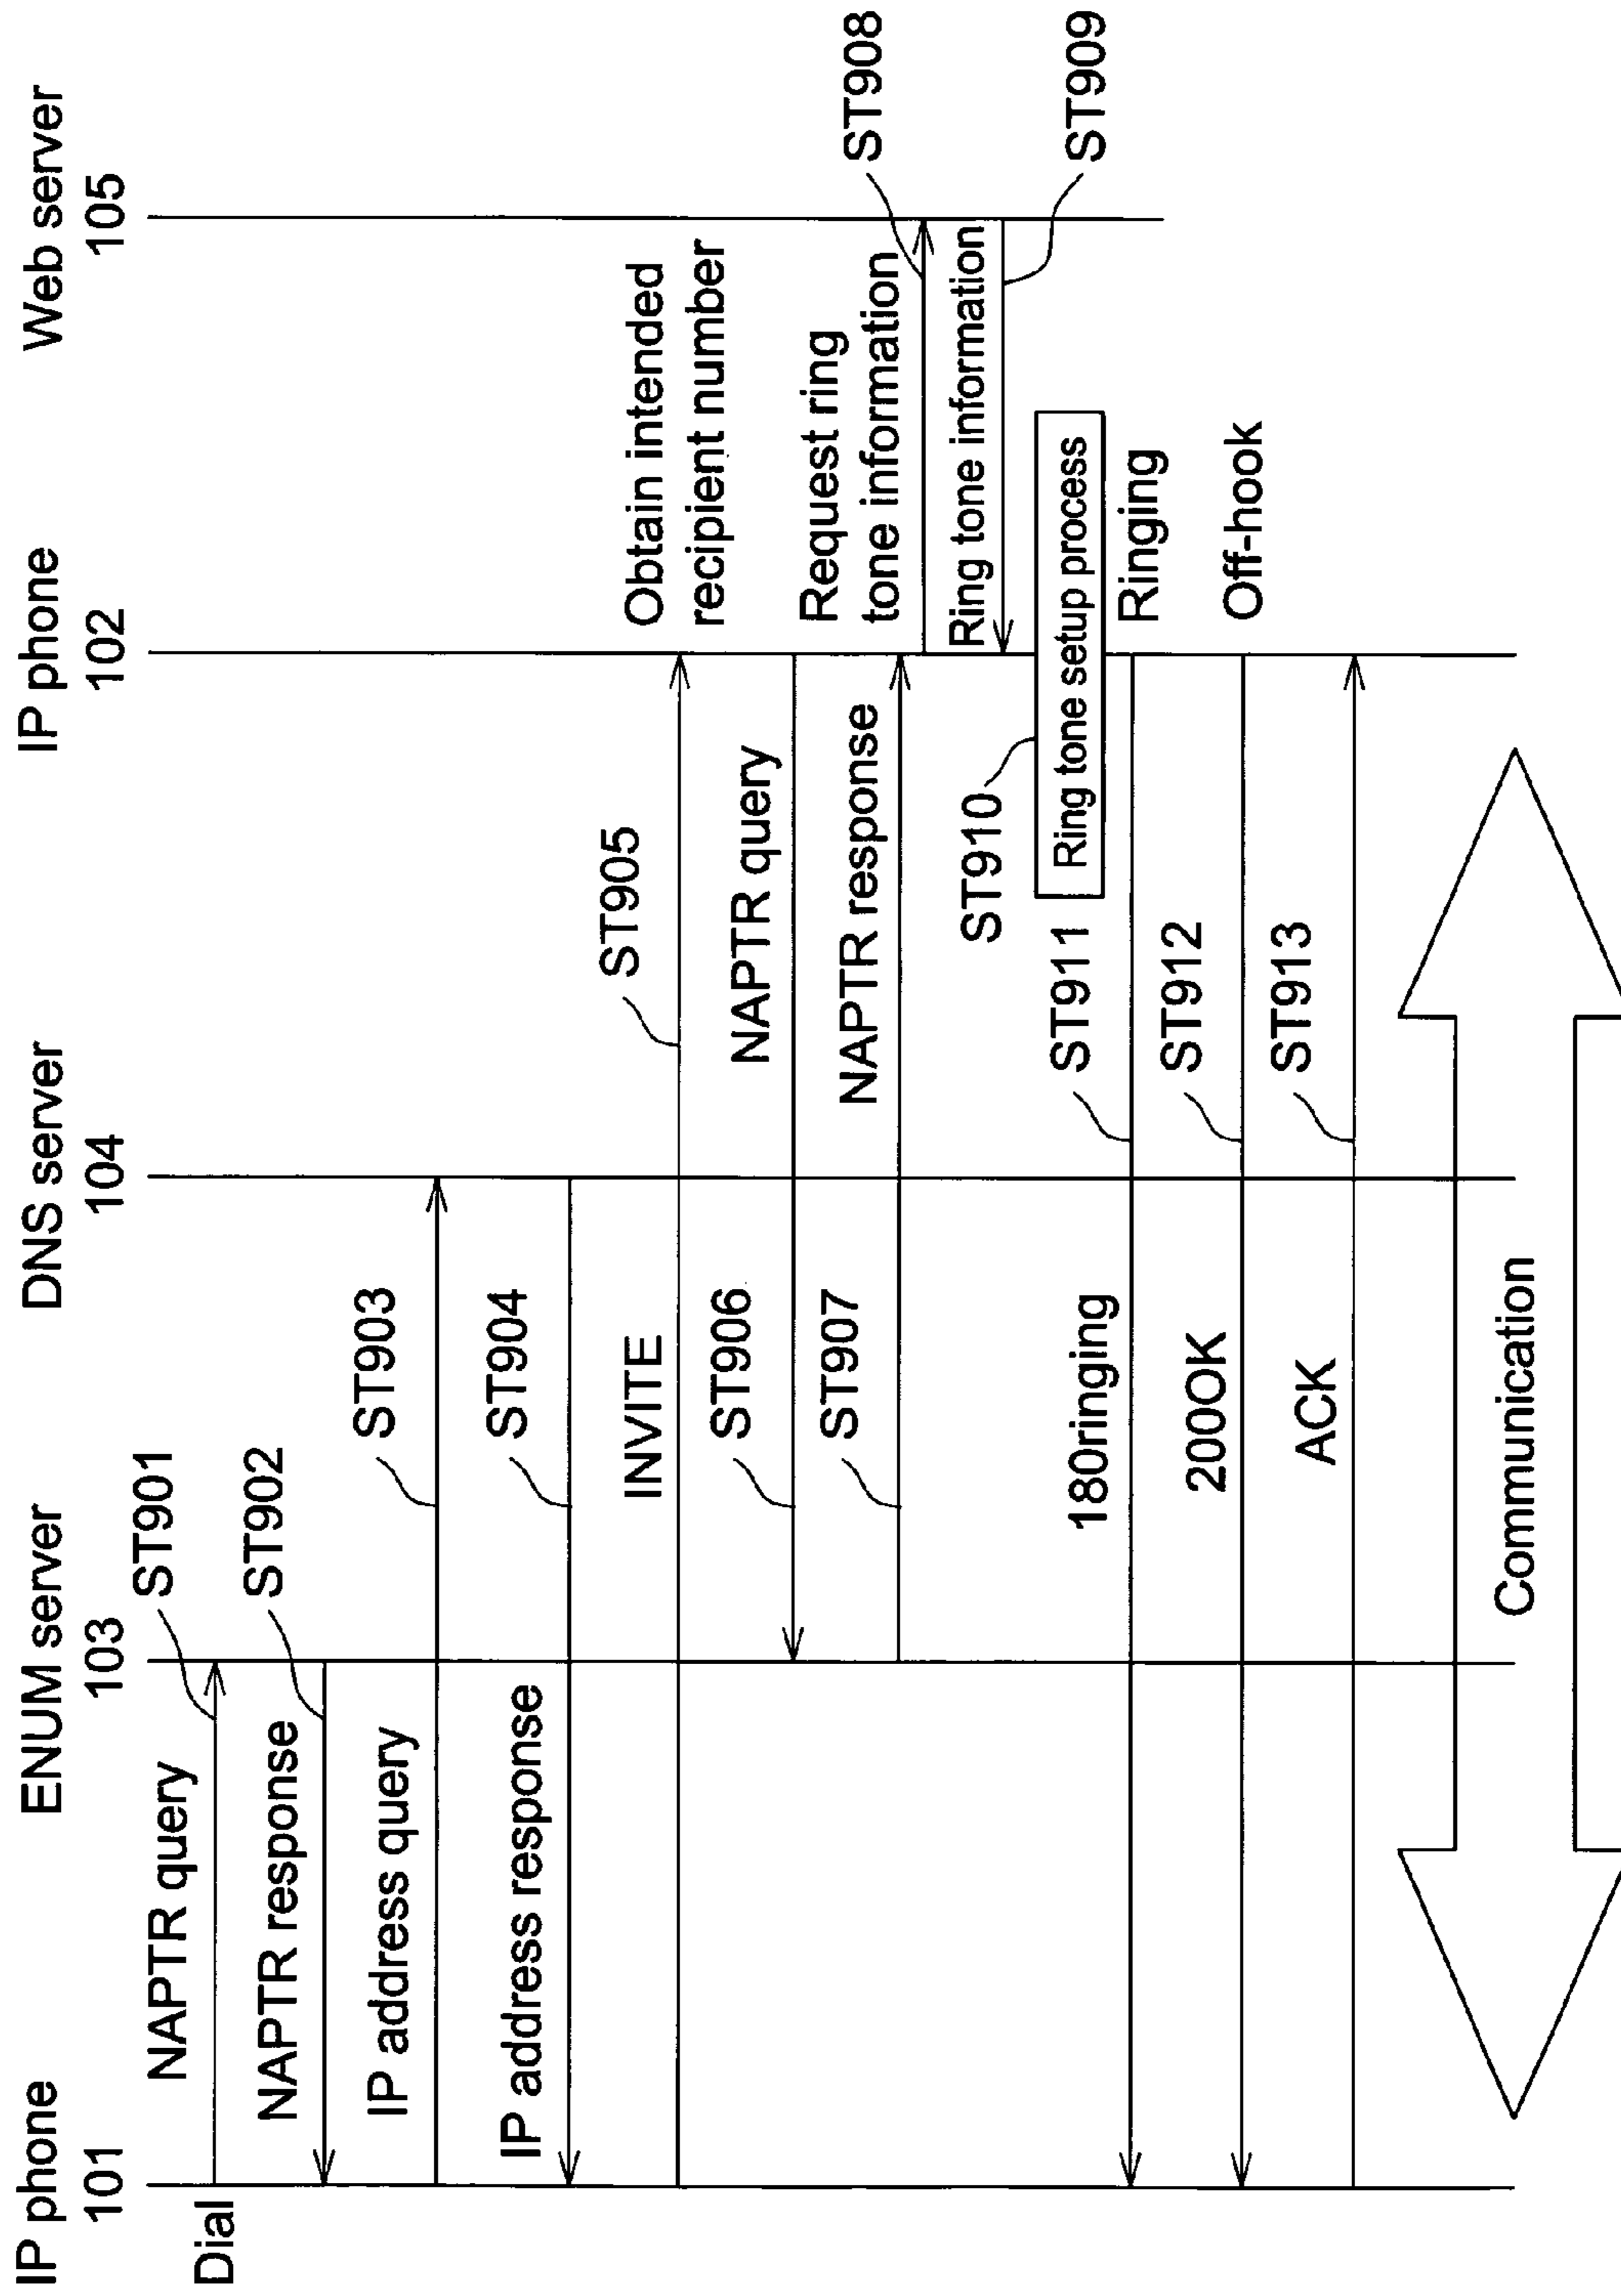 IP phone
101
ENUM server
103
DNS server
104
IP phone
102
Web server
105
Dial
NAPTR query
ST901
NAPTR response
ST902
IP address query
ST903
IP address response
ST904
INVITE
ST905
Obtain intended
recipient number
ST906
NAPTR query
ST907
NAPTR response
Request ring
tone information
ST908
Ring tone information
ST909
ST910
Ring tone setup process
180ringing
ST911
Ringing
200OK
ST912
Off-hook
ACK
ST913
Communication